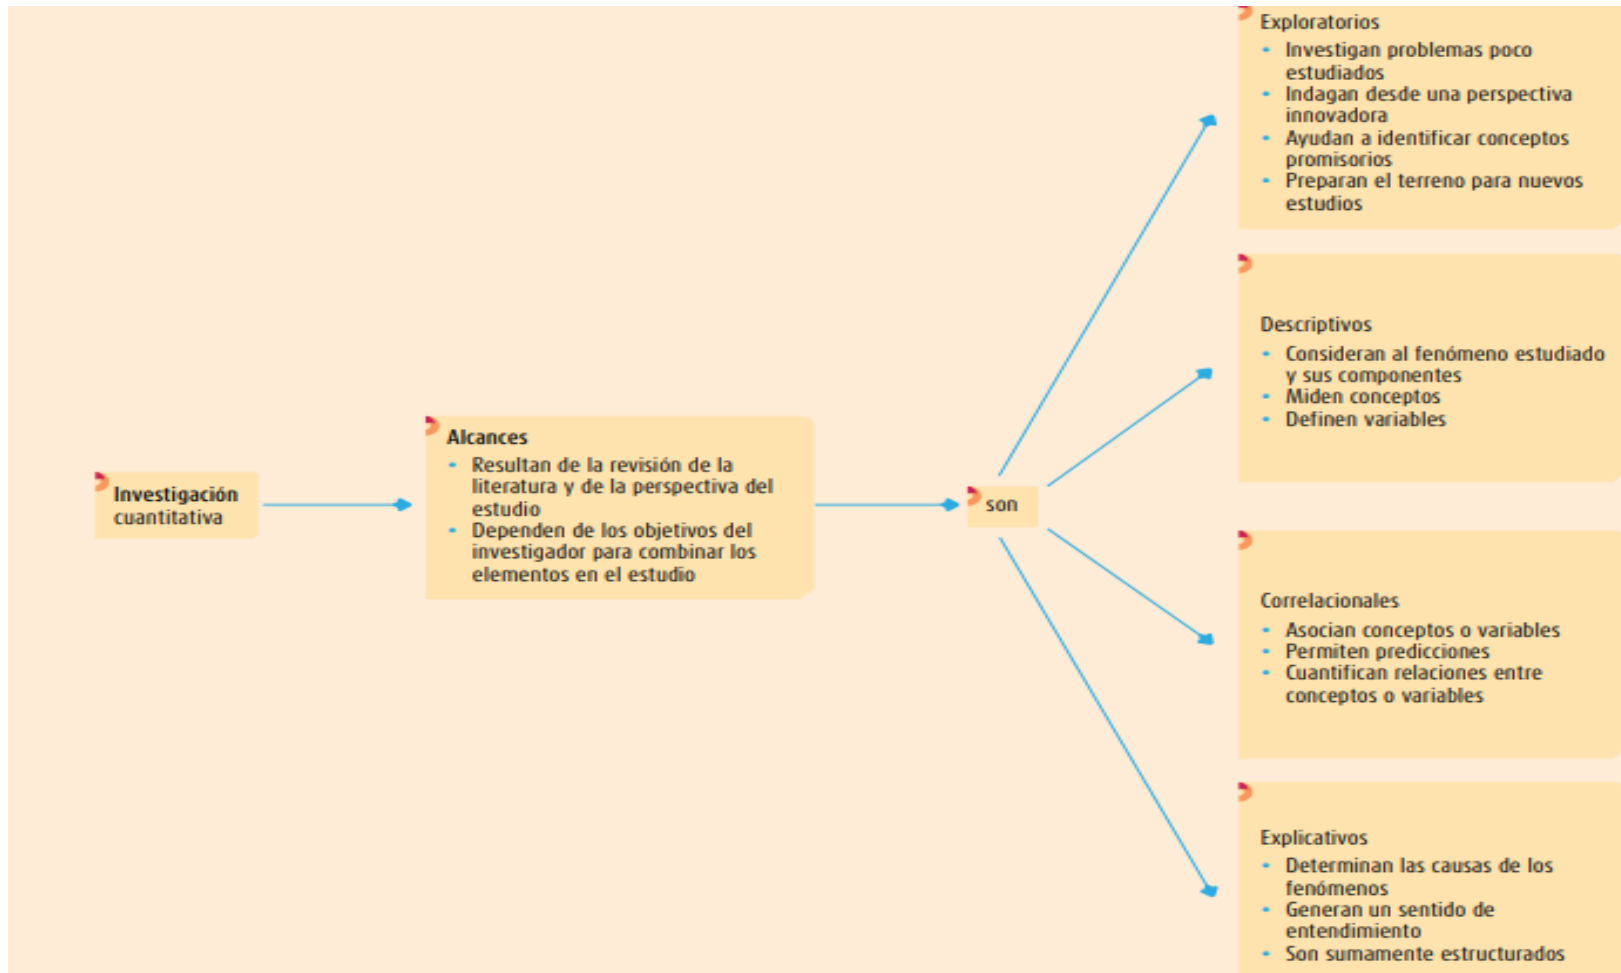 Investigación
cuantitativa
Alcances
• Resultan de la revisión de la
literatura y de la perspectiva del
estudio
• Dependen de los objetivos del
investigador para combinar los
elementos en el estudio
son
Exploratorios
• Investigan problemas poco
estudiados
• Indagan desde una perspectiva
innovadora
• Ayudan a identificar conceptos
promisorios
• Preparan el terreno para nuevos
estudios
Descriptivos
• Consideran al fenómeno estudiado
y sus componentes
• Miden conceptos
• Definen variables
Correlacionales
• Asocian conceptos o variables
• Permiten predicciones
• Cuantifican relaciones entre
conceptos o variables
Explicativos
• Determinan las causas de los
fenómenos
• Generan un sentido de
entendimiento
• Son sumamente estructurados